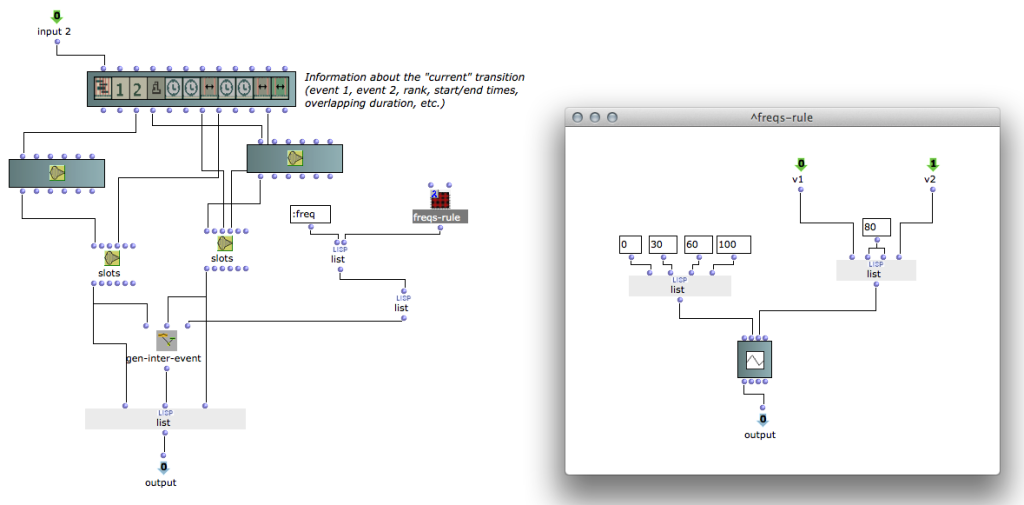 0
input 2
1 2
Information about the "current" transition
(event 1, event 2, rank, start/end times,
overlapping duration, etc.)
:freq
2
freqs-rule
LISP
list
slots
slots
LISP
list
gen-inter-event
LISP
list
0
output
^freqs-rule
0
v1
1
v2
80
0
30
60
100
LISP
list
LISP
list
0
output